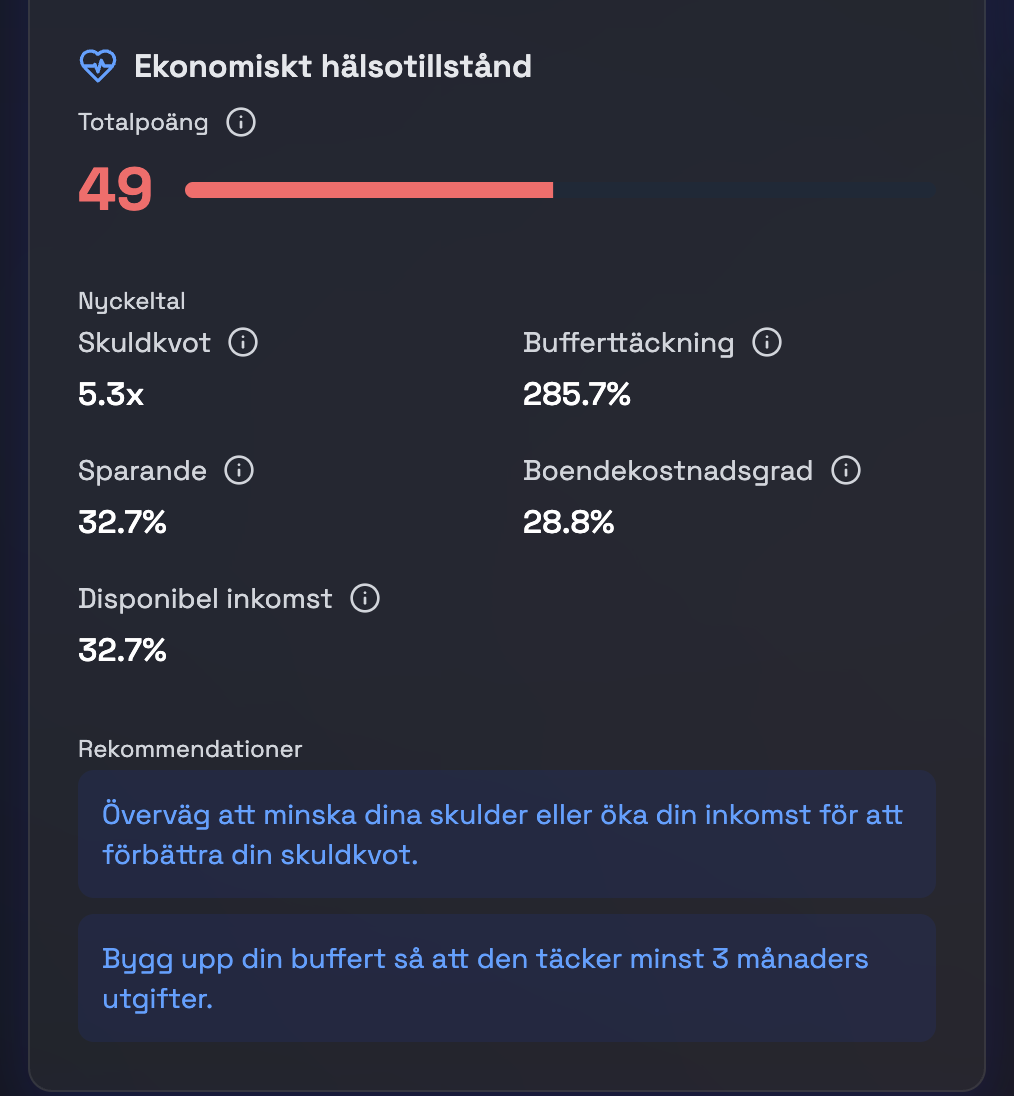 Ekonomiskt hälsotillstånd
Totalpoäng
49
Nyckeltal
Skuldkvot
5.3x
Bufferttäckning
285.7%
Sparande
32.7%
Boendekostnadsgrad
28.8%
Disponibel inkomst
32.7%
Rekommendationer
Överväg att minska dina skulder eller öka din inkomst för att
förbättra din skuldkvot.
Bygg upp din buffert så att den täcker minst 3 månaders
utgifter.